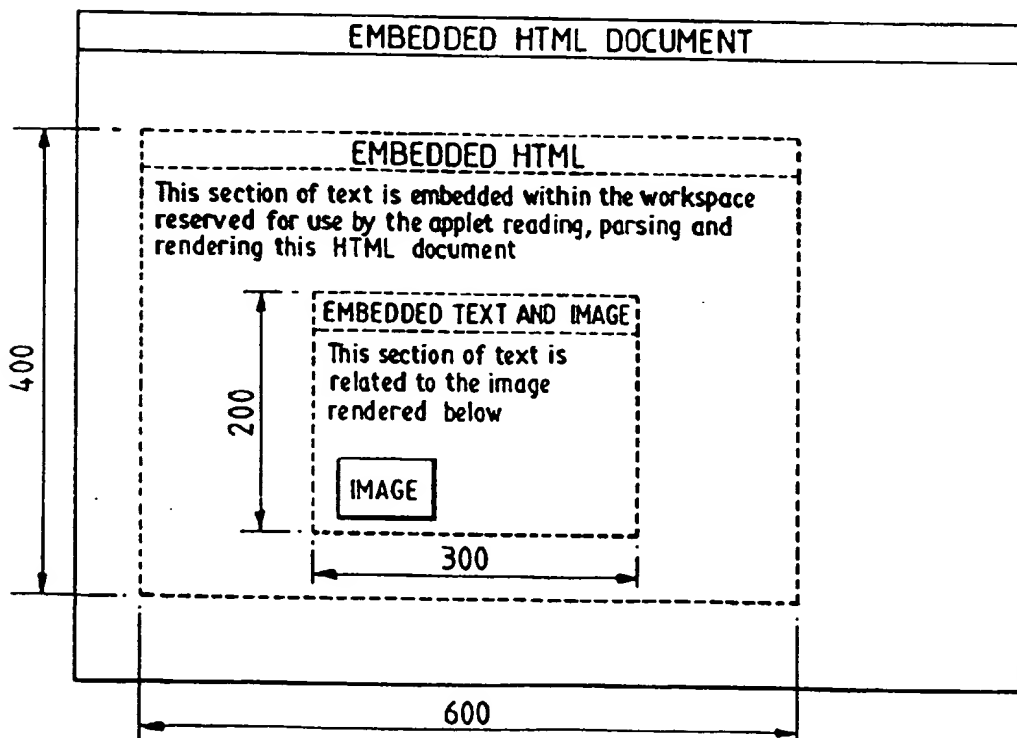 EMBEDDED HTML DOCUMENT
EMBEDDED HTML
This section of text is embedded within the workspace
reserved for use by the applet reading, parsing and
rendering this HTML document
EMBEDDED TEXT AND IMAGE
This section of text is
related to the image
rendered below
IMAGE
400
200
300
600